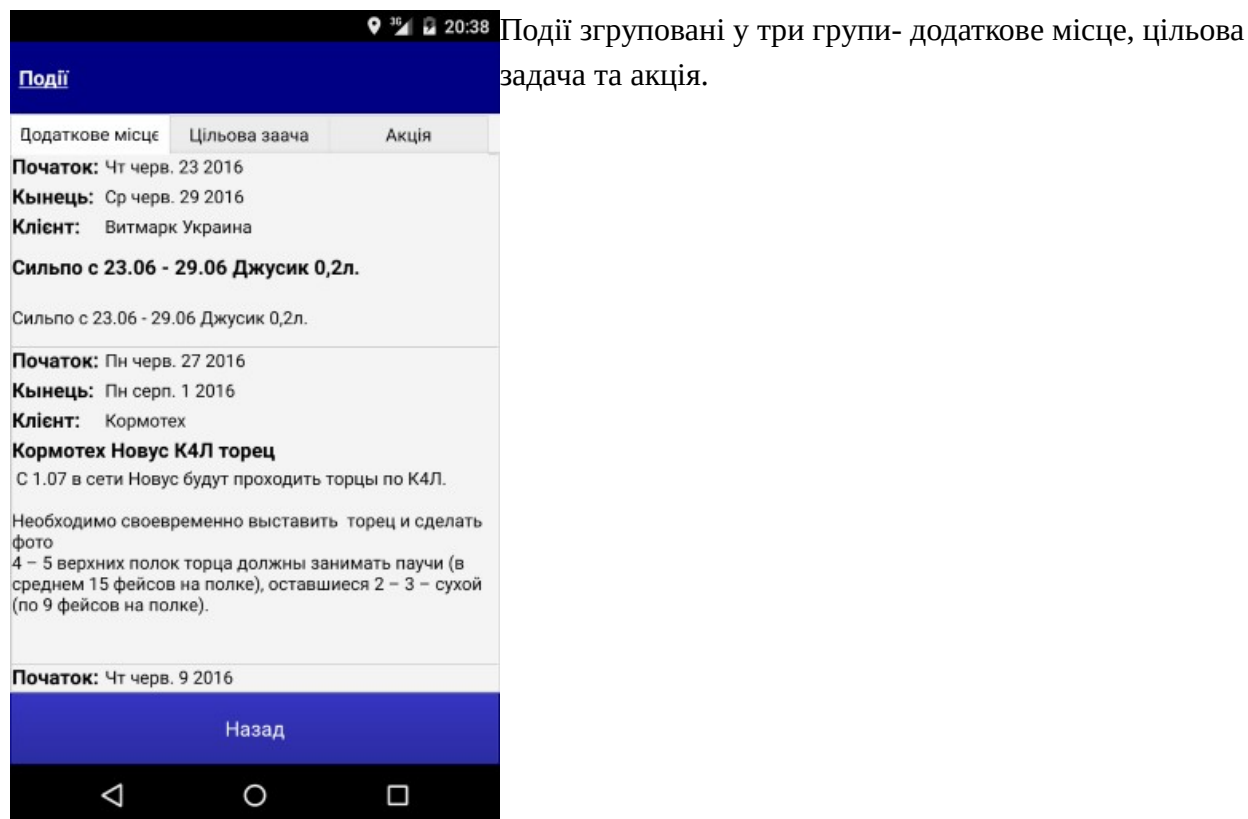 3G 20:38
Події згруповані у три групи- додаткове місце, цільова
задача та акція.
Події
Додаткове місце Цільова заача Акція
Початок: Чт черв. 23 2016
Кынець: Ср черв. 29 2016
Клієнт: Витмарк Украина
Сильпо с 23.06 - 29.06 Джусик 0,2л.
Сильпо с 23.06 - 29.06 Джусик 0,2л.
Початок: Пн черв. 27 2016
Кынець: Пн серп. 1 2016
Клієнт: Кормотех
Кормотех Новус К4Л торец
С 1.07 в сети Новус будут проходить торцы по К4Л.
Необходимо своевременно выставить торец и сделать
фото
4 – 5 верхних полок торца должны занимать паучи (в
среднем 15 фейсов на полке), оставшиеся 2 – 3 – сухой
(по 9 фейсов на полке).
Початок: Чт черв. 9 2016
Назад